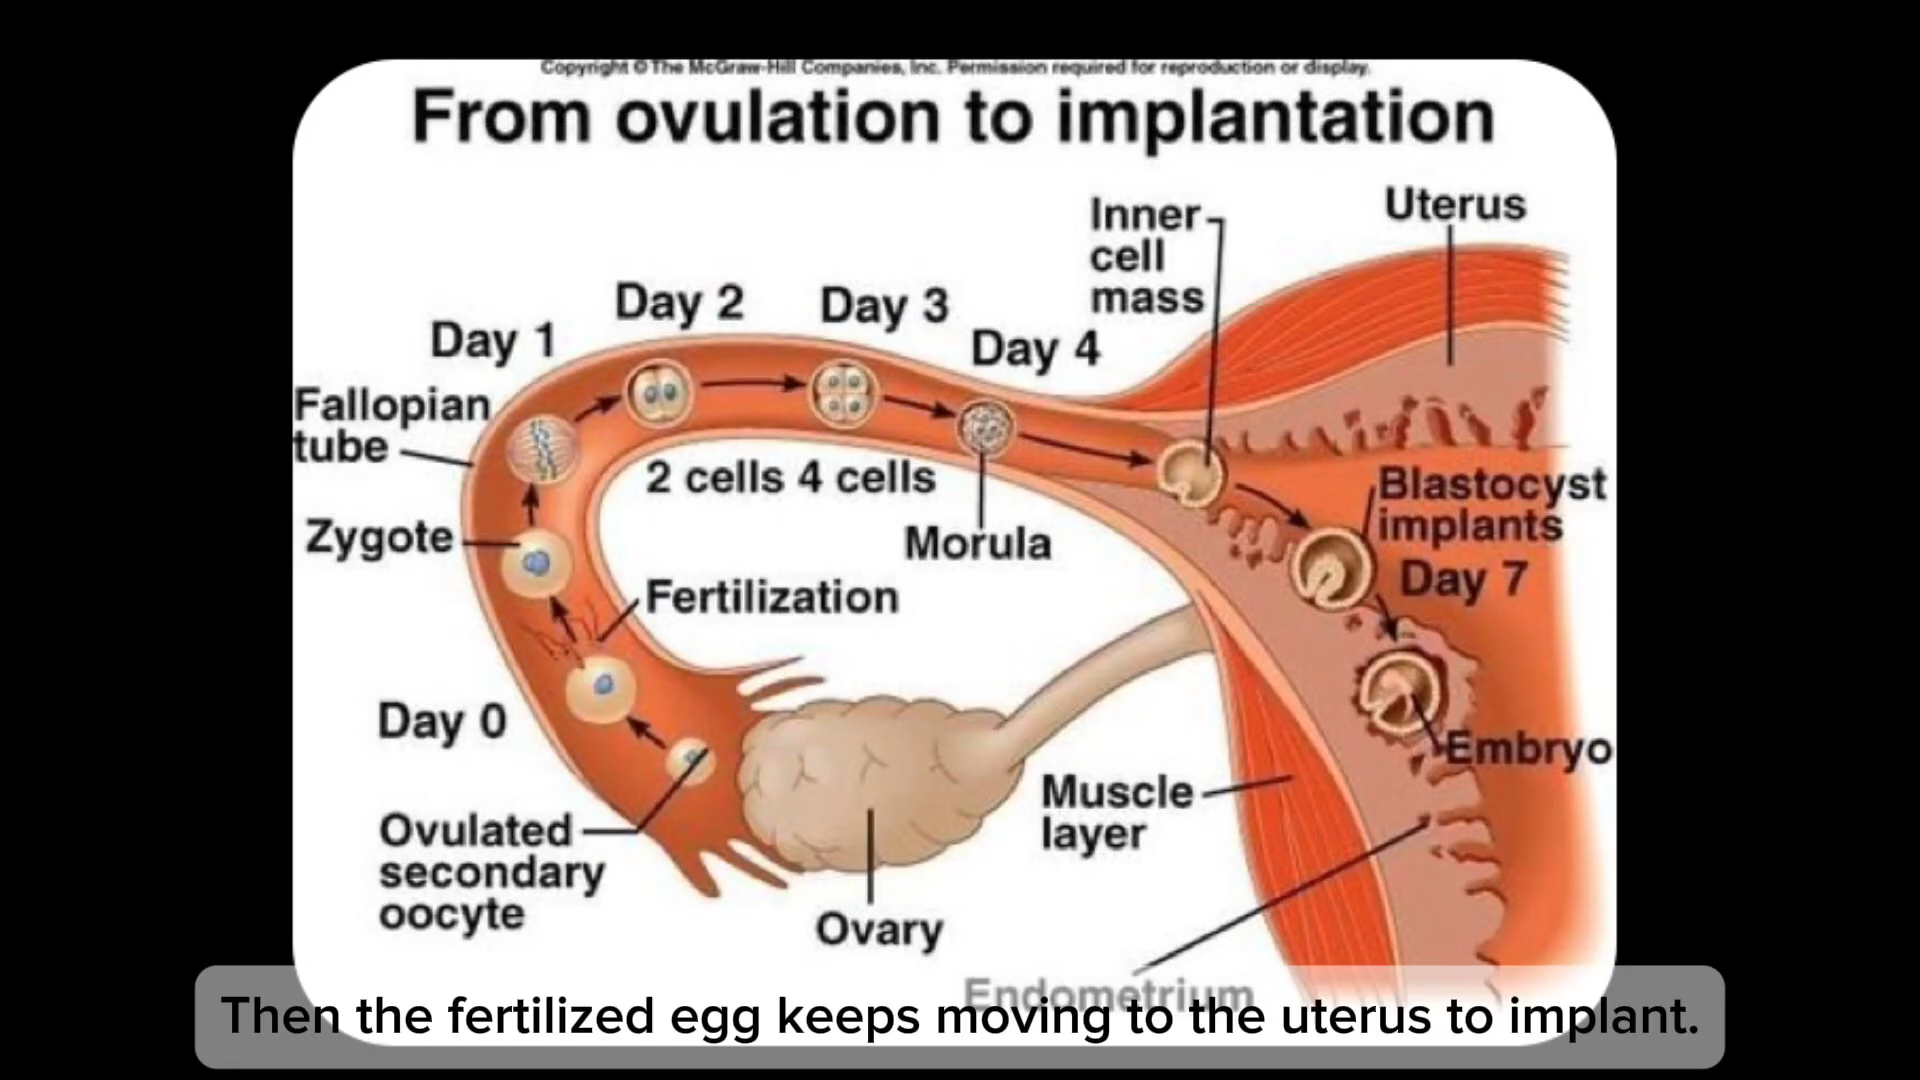 Copyright © The McGraw-Hill Companies, Inc. Permission required for reproduction or display.
From ovulation to implantation
Inner
cell
mass
Uterus
Day 1
Day 2
Day 3
Day 4
Fallopian
tube
2 cells 4 cells
Blastocyst
implants
Day 7
Zygote
Morula
Fertilization
Day 0
Embryo
Muscle
layer
Ovulated
secondary
oocyte
Ovary
Endometrium
Then the fertilized egg keeps moving to the uterus to implant.